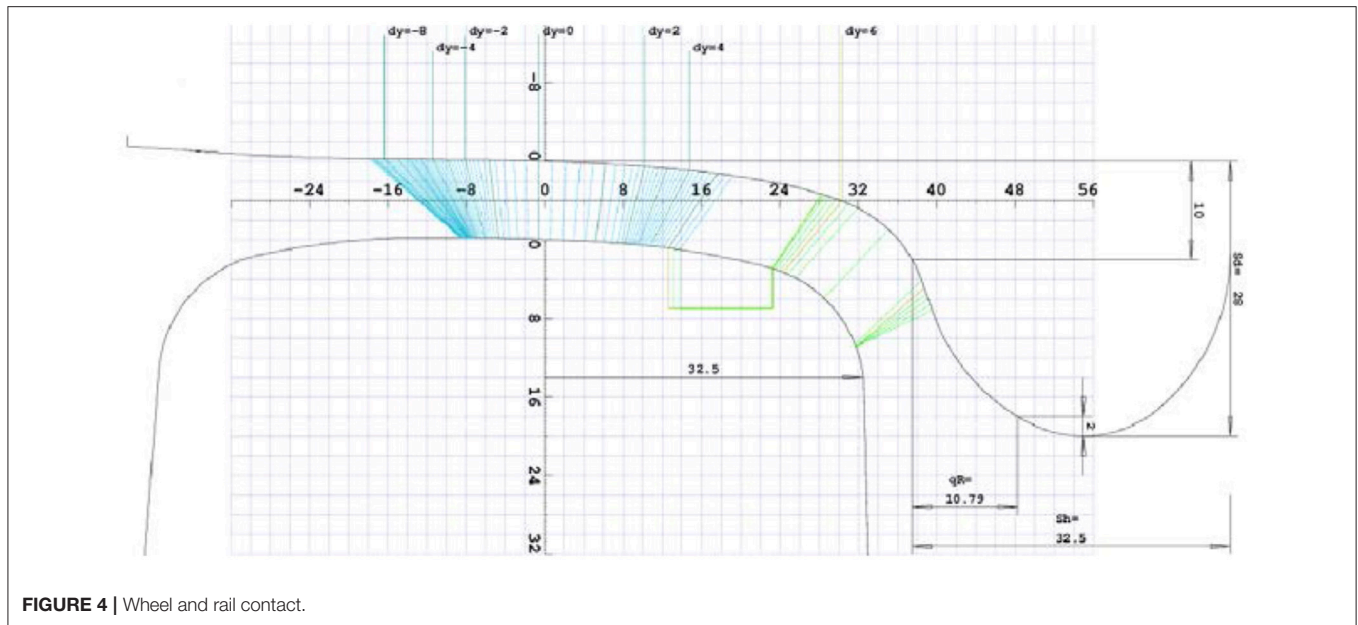 dy=-8
dy=-2
dy=0
dy=2
dy=6
dy=-4
dy=4
-8
0
-24
-16
-8
0
8
16
24
32
40
48
56
10
0
Sd=
28
8
32.5
16
2
24
qR=
10.79
Sh=
32.5
32
FIGURE 4 | Wheel and rail contact.